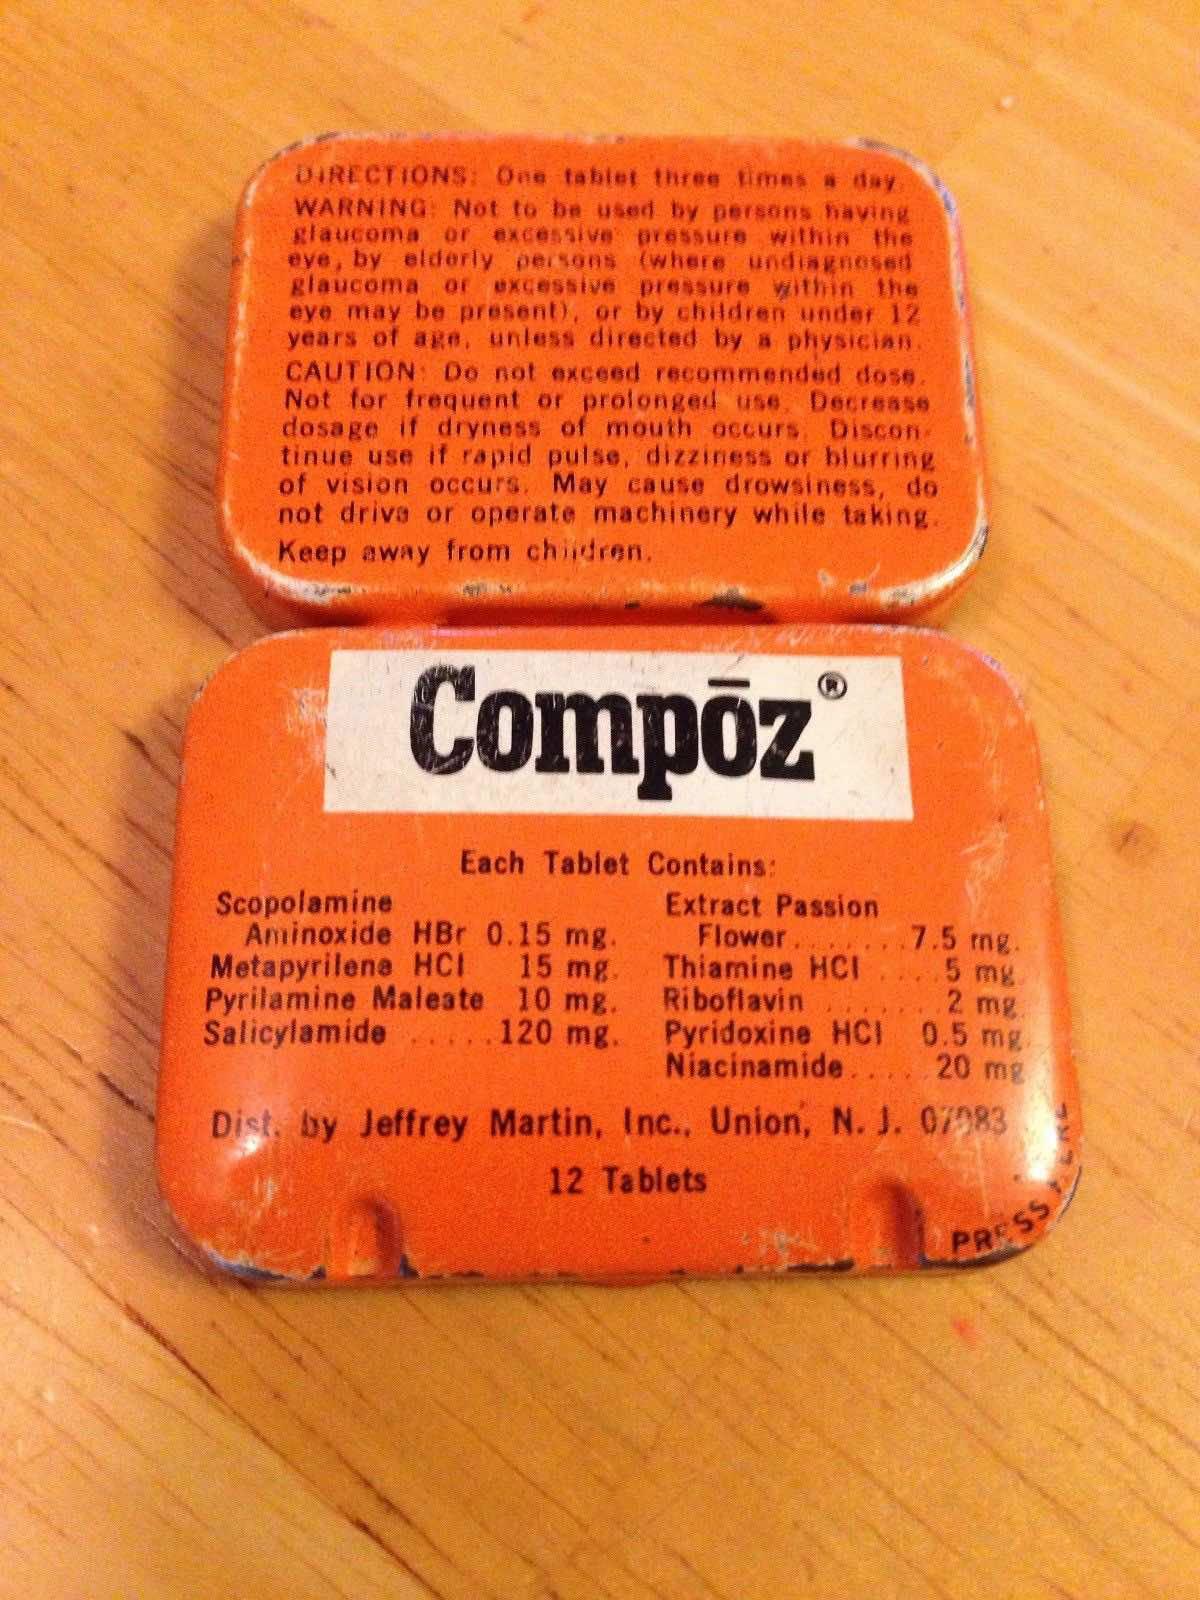 DIRECTIONS: One tablet three times a day.
WARNING: Not to be used by persons having
glaucoma or excessive pressure within the
eye, by elderly persons (where undiagnosed
glaucoma or excessive pressure within the
eye may be present), or by children under 12
years of age, unless directed by a physician.
CAUTION: Do not exceed recommended dose.
Not for frequent or prolonged use. Decrease
dosage if dryness of mouth occurs. Discon-
tinue use if rapid pulse, dizziness or blurring
of vision occurs. May cause drowsiness, do
not drive or operate machinery while taking.
Keep away from children.
Compōz®
Each Tablet Contains:
Scopolamine
Aminoxide HBr 0.15 mg.
Metapyrilene HCl 15 mg.
Pyrilamine Maleate 10 mg.
Salicylamide .....120 mg.
Extract Passion
Flower.......7.5 mg.
Thiamine HCl ....5 mg.
Riboflavin ......2 mg.
Pyridoxine HCl 0.5 mg.
Niacinamide.....20 mg
Dist. by Jeffrey Martin, Inc., Union, N. J. 07083
12 Tablets
PRESS HERE